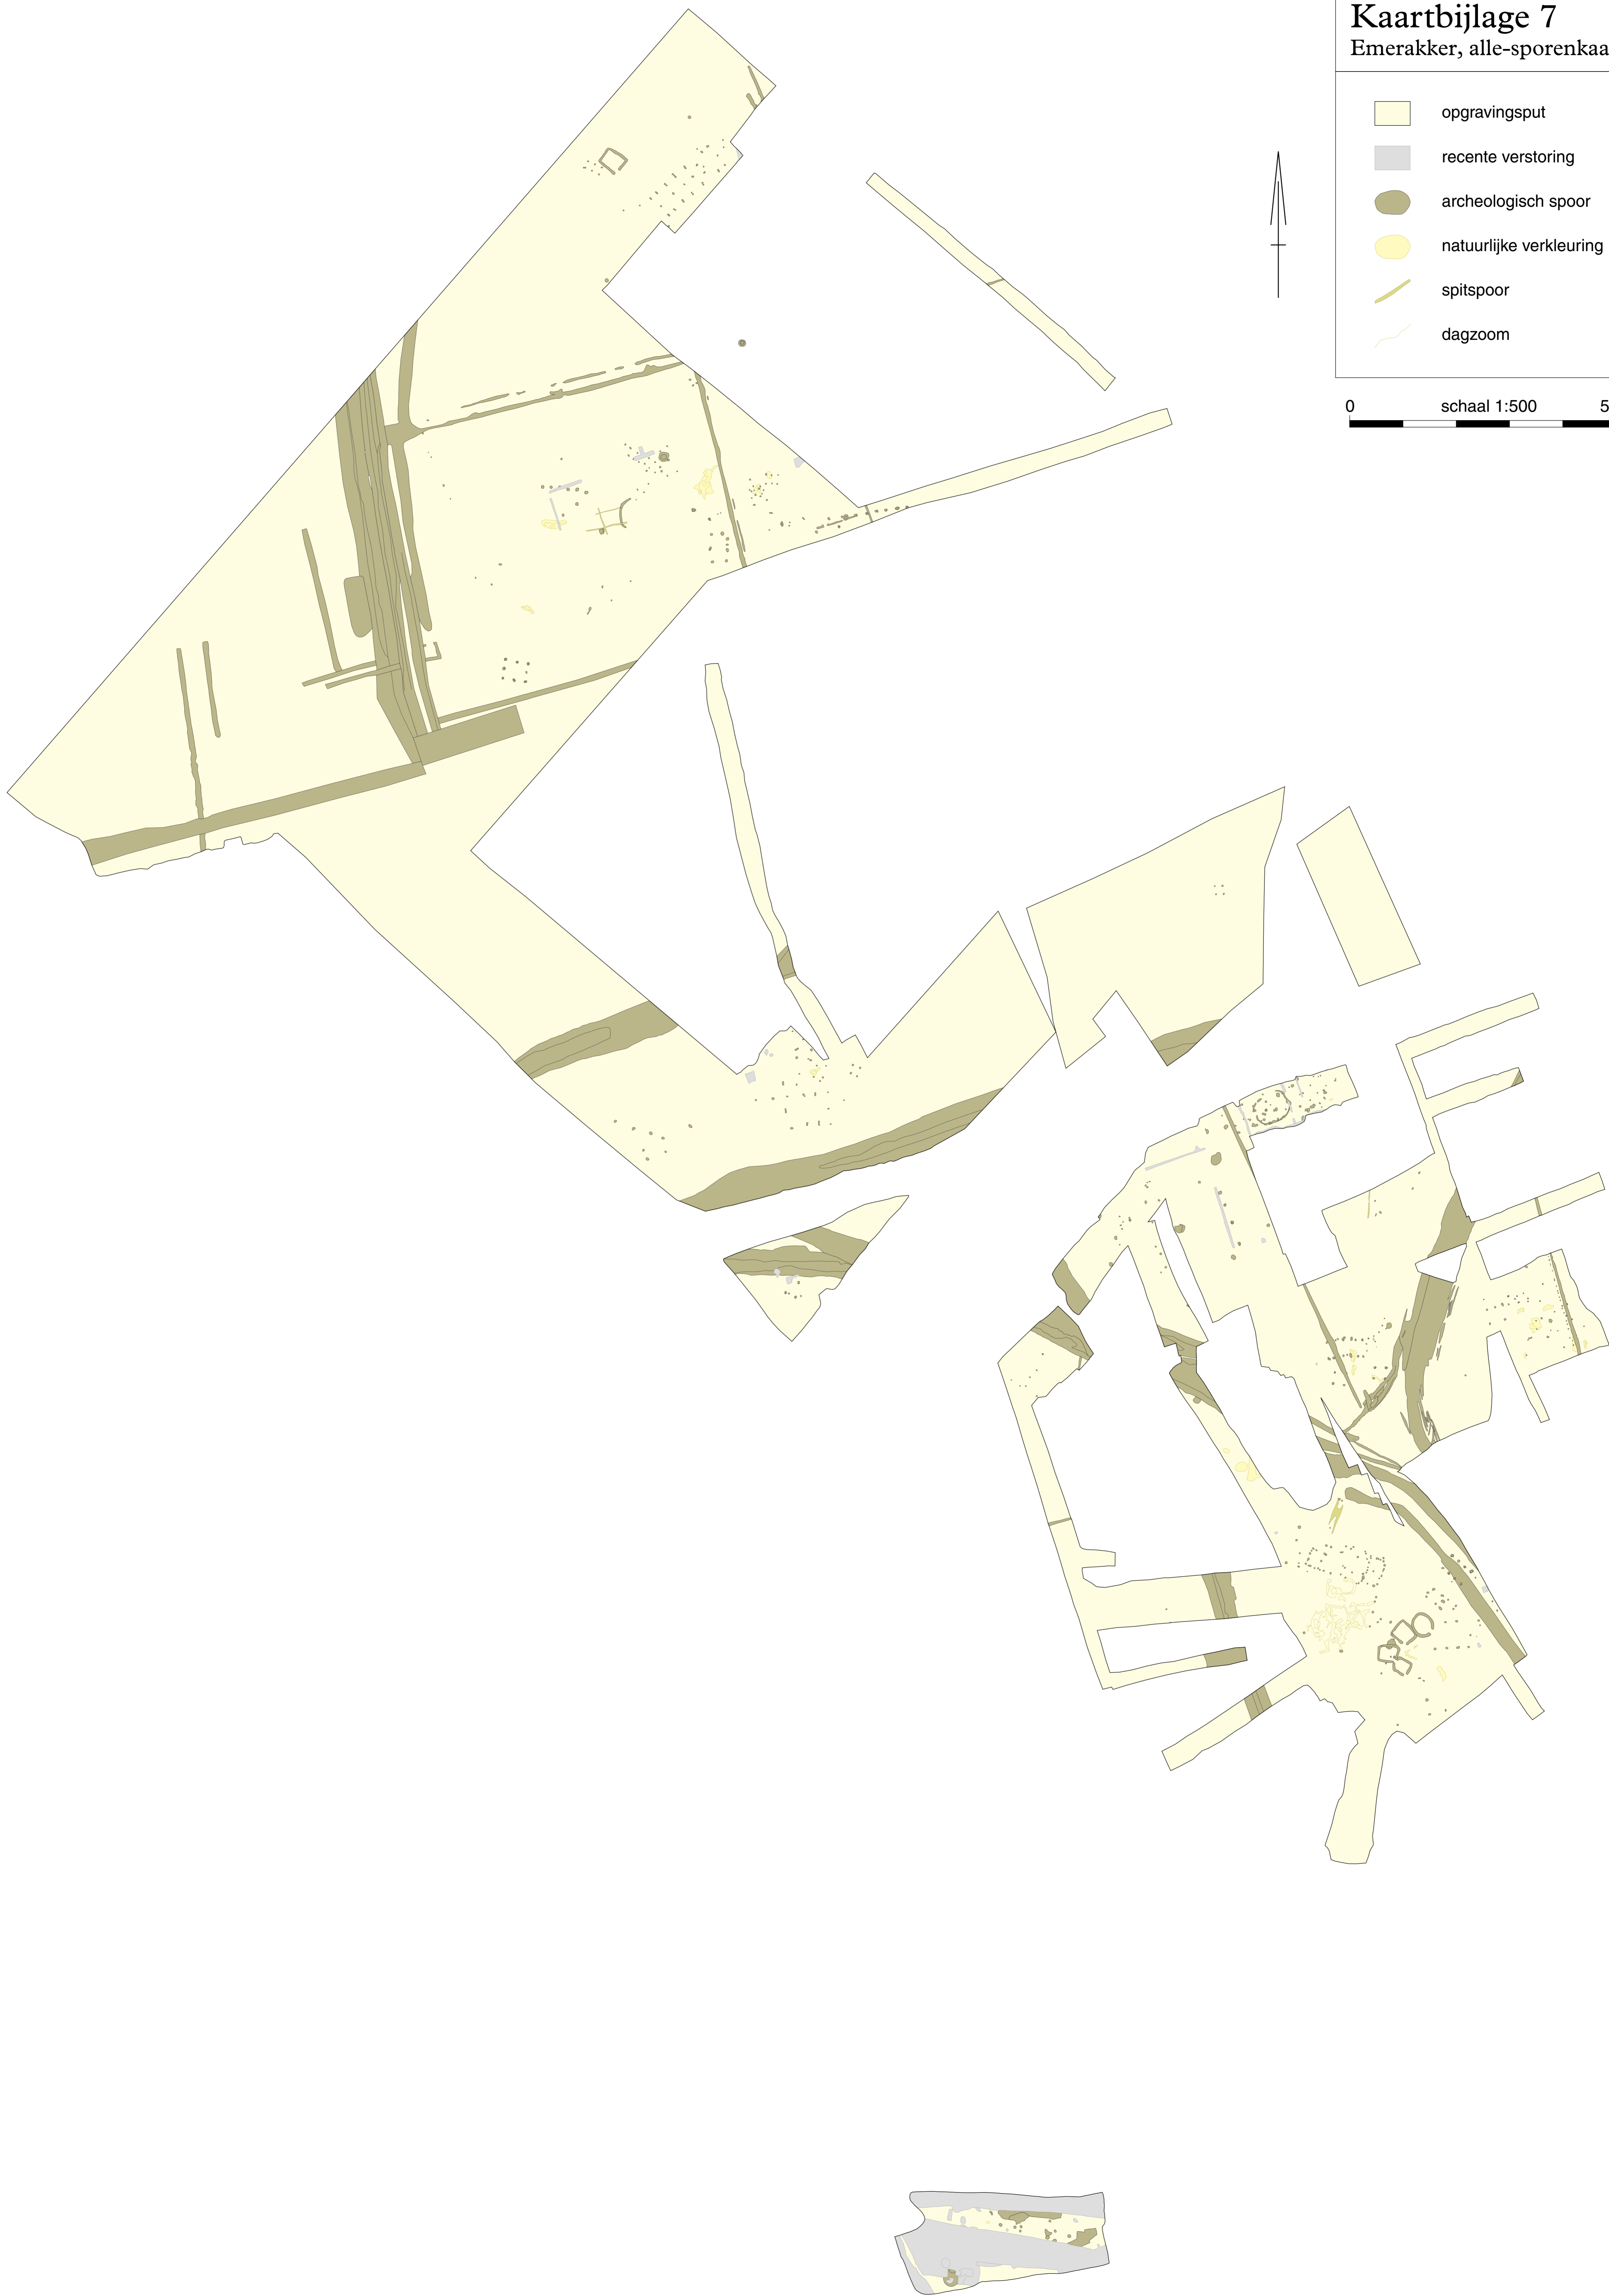 Kaartbijlage 7
Emerakker, alle-sporenkaa
opgravingsput
recente verstoring
archeologisch spoor
natuurlijke verkleuring
spitspoor
dagzoom
0 schaal 1:500 5